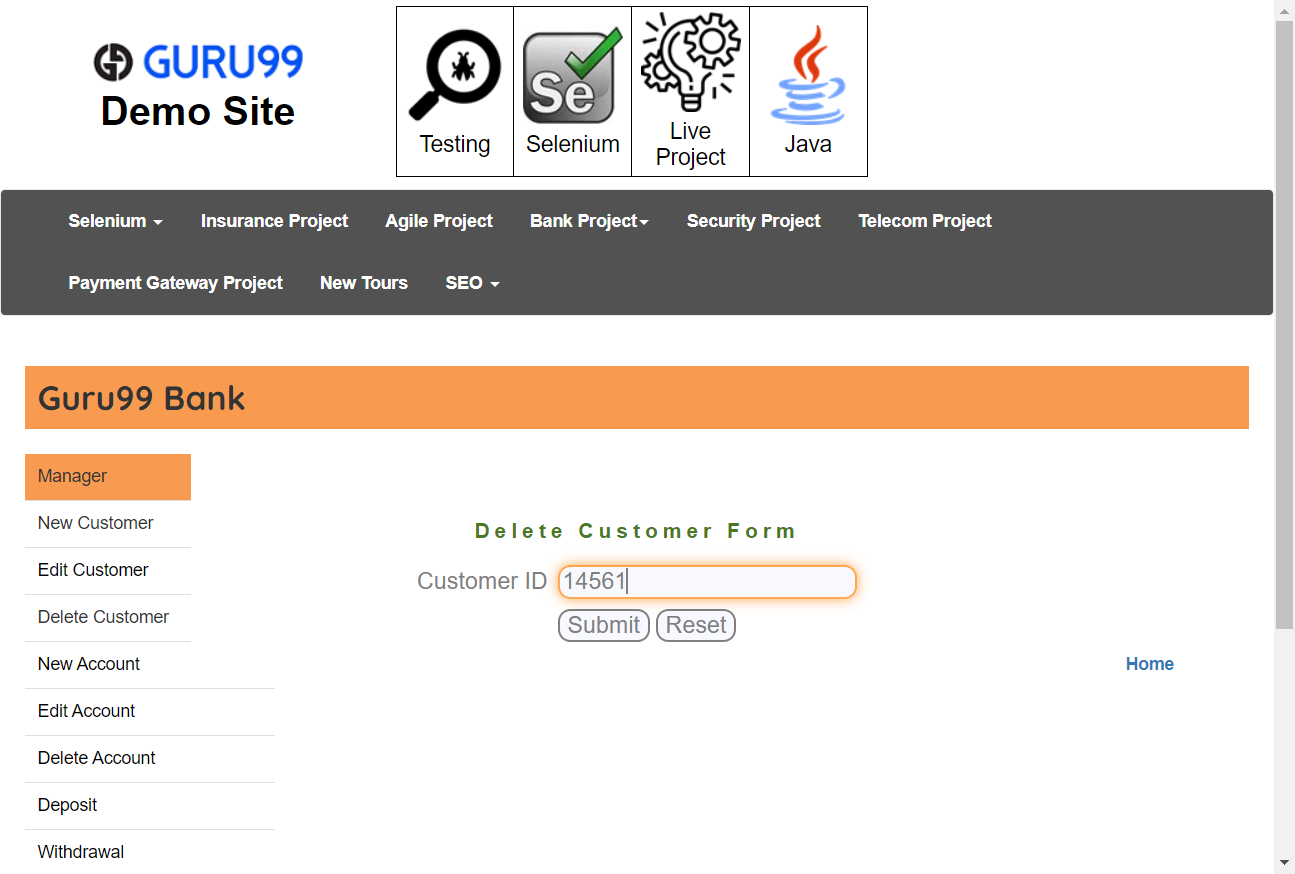 GURU99
Demo Site
Testing
Se
Selenium
Live
Project
Java
Selenium Insurance Project Agile Project Bank Project Security Project Telecom Project
Payment Gateway Project New Tours SEO
Guru99 Bank
Manager
New Customer
Edit Customer
Delete Customer
New Account
Edit Account
Delete Account
Deposit
Withdrawal
Delete Customer Form
Customer ID 14561
Submit Reset
Home